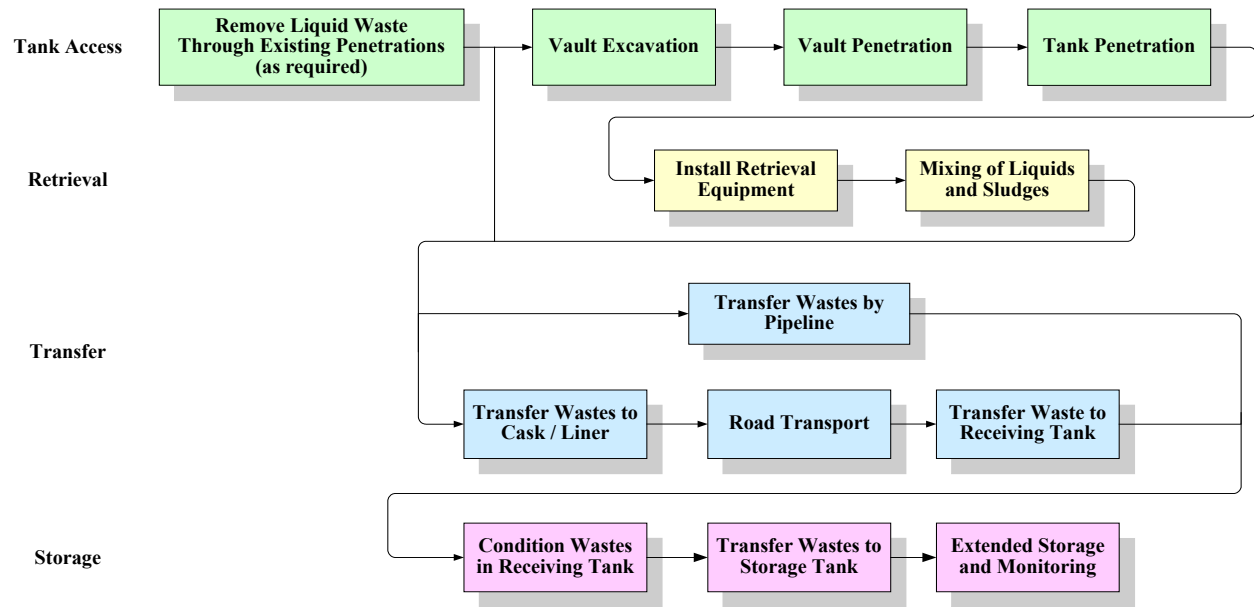 Tank Access
Remove Liquid Waste
Through Existing Penetrations
(as required)
Vault Excavation
Vault Penetration
Tank Penetration
Retrieval
Install Retrieval
Equipment
Mixing of Liquids
and Sludges
Transfer
Transfer Wastes by
Pipeline
Transfer Wastes to
Cask / Liner
Road Transport
Transfer Waste to
Receiving Tank
Storage
Condition Wastes
in Receiving Tank
Transfer Wastes to
Storage Tank
Extended Storage
and Monitoring